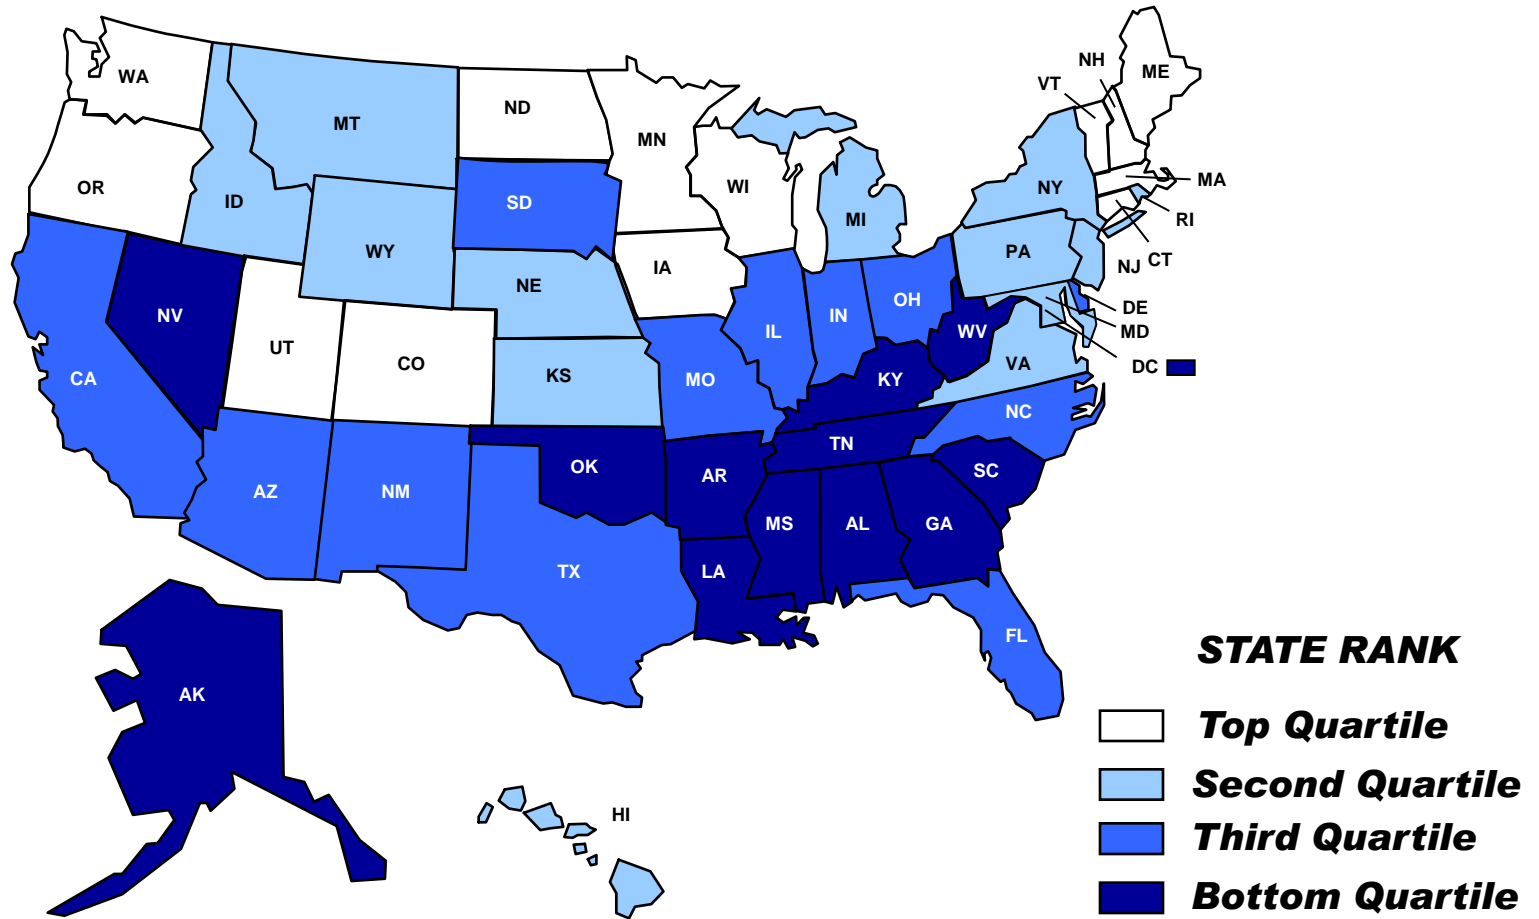 WA
OR
CA
NV
ID
MT
WY
UT
CO
AZ
NM
ND
SD
NE
KS
OK
TX
MN
IA
MO
AR
LA
WI
IL
MI
IN
OH
KY
TN
MS
AL
GA
FL
SC
NC
VA
WV
PA
NY
VT
NH
ME
MA
RI
CT
NJ
DE
MD
DC
AK
HI
STATE RANK
Top Quartile
Second Quartile
Third Quartile
Bottom Quartile